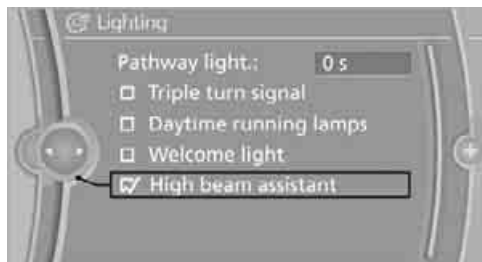 Lighting
Pathway light.: 0 s
Triple turn signal
Daytime running lamps
Welcome light
High beam assistant